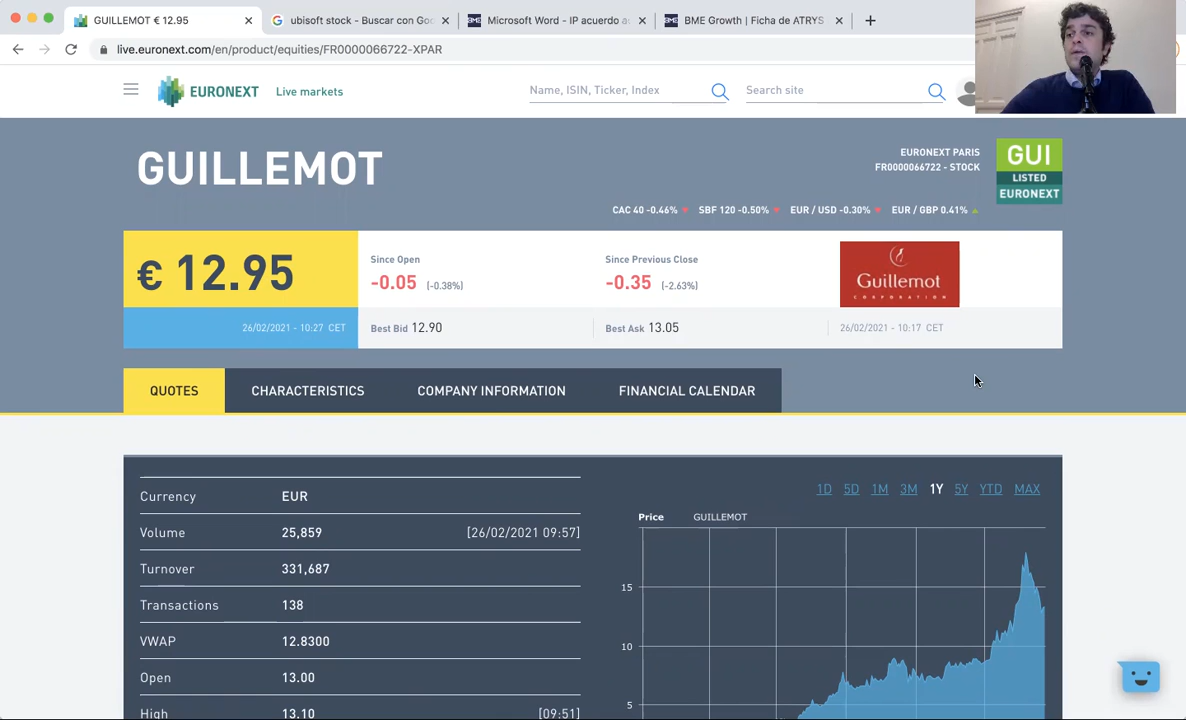 GUILLEMOT € 12.95
ubisoft stock - Buscar con Goo
Microsoft Word - IP acuerdo a
BME Growth | Ficha de ATRYS
live.euronext.com/en/product/equities/FR0000066722-XPAR
EURONEXT
Live markets
Name, ISIN, Ticker, Index
Search site
GUILLEMOT
EURONEXT PARIS
FR0000066722 - STOCK
GUI
LISTED
EURONEXT
CAC 40 -0.46% SBF 120 -0.50% EUR / USD -0.30% EUR / GBP 0.41%
€ 12.95
26/02/2021 - 10:27 CET
Since Open
-0.05 (-0.38%)
Since Previous Close
-0.35 (-2.63%)
Guillemot
CORPORATION
Best Bid 12.90
Best Ask 13.05
26/02/2021 - 10:17 CET
QUOTES CHARACTERISTICS COMPANY INFORMATION FINANCIAL CALENDAR
Currency EUR
Volume 25,859 [26/02/2021 09:57]
Turnover 331,687
Transactions 138
VWAP 12.8300
Open 13.00
High 13.10 [09:51]
1D 5D 1M 3M 1Y 5Y YTD MAX
Price GUILLEMOT
15
10
5